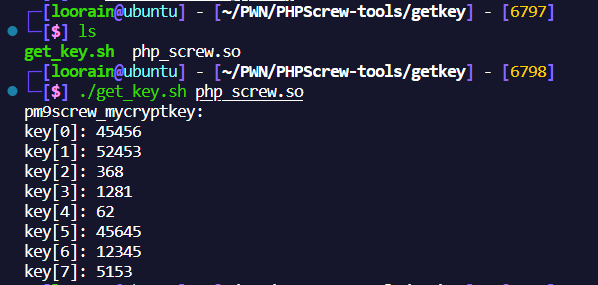 [loorain@ubuntu] - [~/PWN/PHPScrew-tools/getkey] - [6797]
[$] ls
get_key.sh  php_screw.so
[loorain@ubuntu] - [~/PWN/PHPScrew-tools/getkey] - [6798]
[$] ./get_key.sh php_screw.so
pm9screw_mycryptkey:
key[0]: 45456
key[1]: 52453
key[2]: 368
key[3]: 1281
key[4]: 62
key[5]: 45645
key[6]: 12345
key[7]: 5153